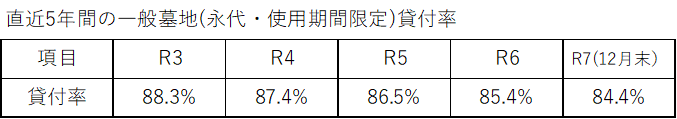 直近5年間の一般墓地(永代・使用期間限定)貸付率
項目 R3 R4 R5 R6 R7(12月末)
貸付率 88.3% 87.4% 86.5% 85.4% 84.4%